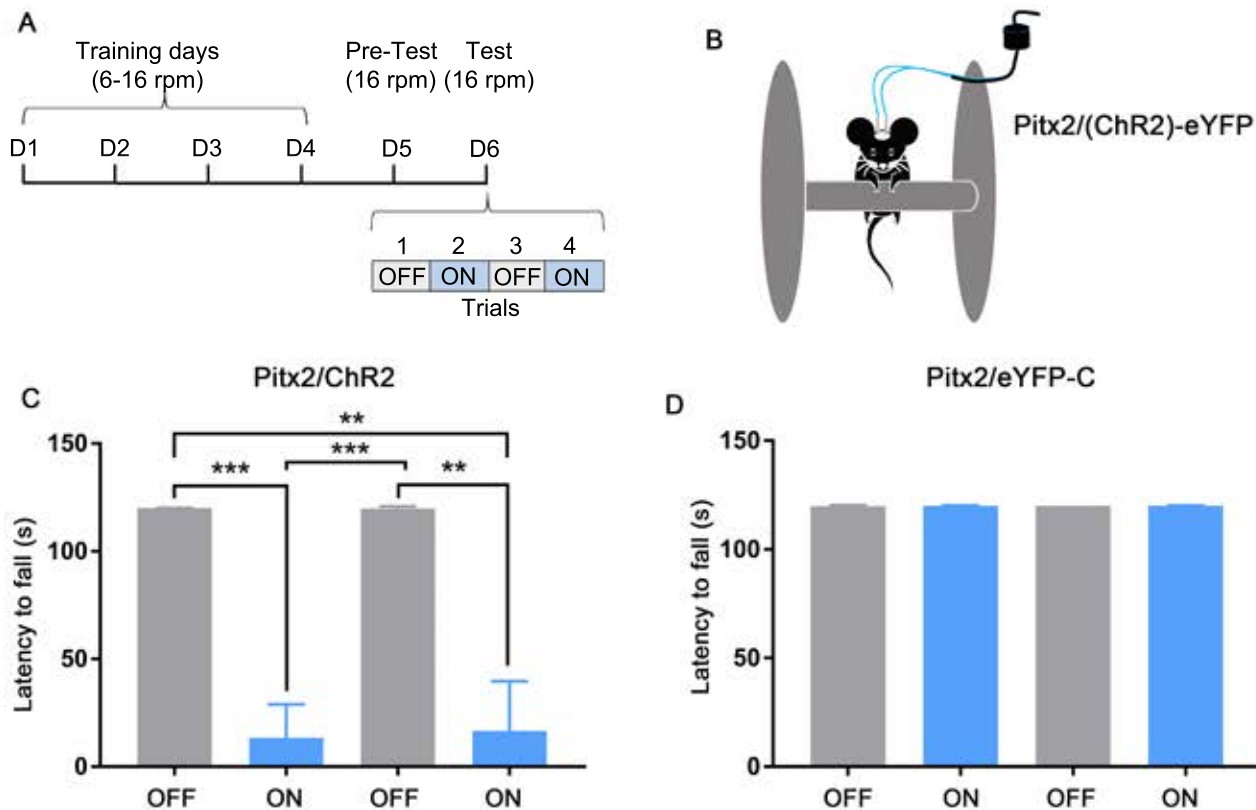 A
Training days
(6-16 rpm)
Pre-Test
(16 rpm)
Test
(16 rpm)
D1 D2 D3 D4 D5 D6
1 2 3 4
OFF ON OFF ON
Trials
B
Pitx2/(ChR2)-eYFP
C
Pitx2/ChR2
Latency to fall (s)
150
100
50
0
**
***
***
**
OFF ON OFF ON
D
Pitx2/eYFP-C
Latency to fall (s)
150
100
50
0
OFF ON OFF ON